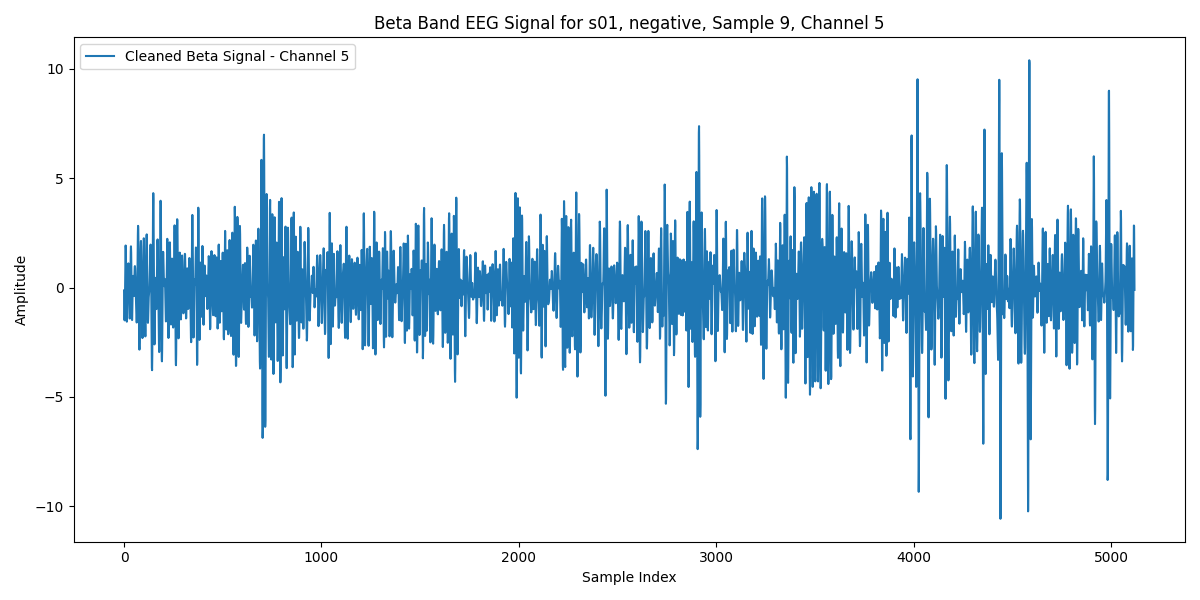 Beta Band EEG Signal for s01, negative, Sample 9, Channel 5
Cleaned Beta Signal - Channel 5
10
5
0
−5
−10
Amplitude
0 1000 2000 3000 4000 5000
Sample Index